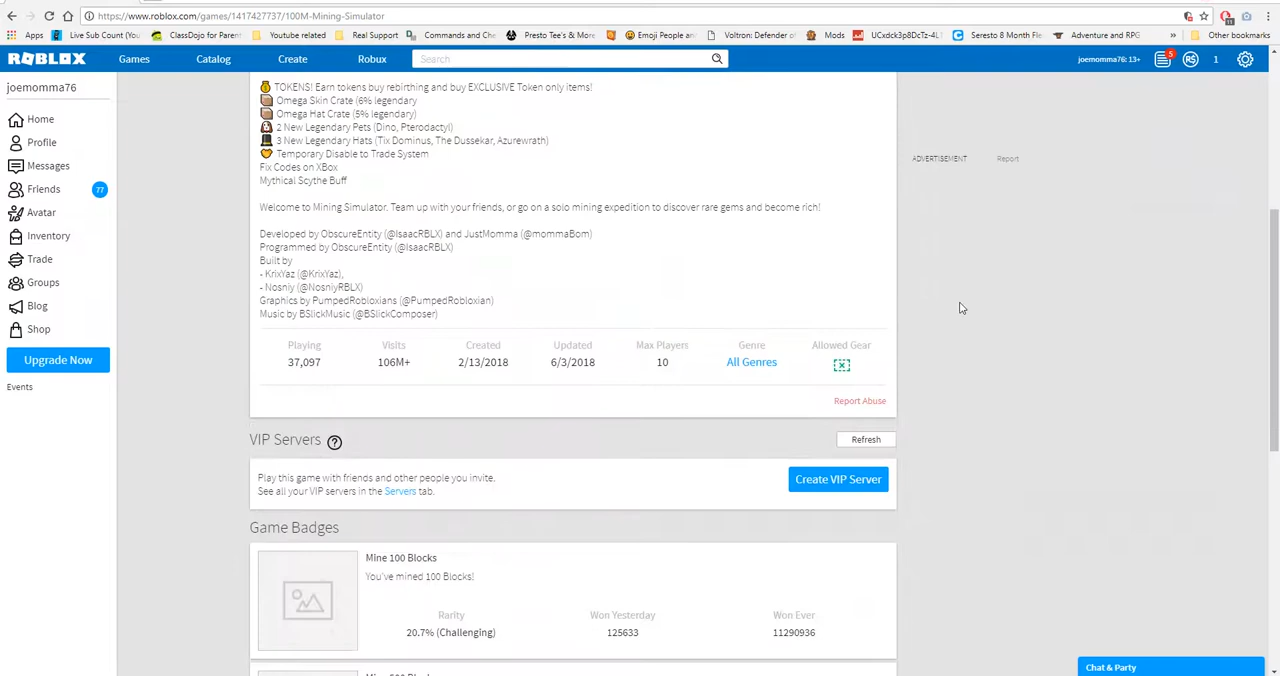 https://www.roblox.com/games/1417427737/100M-Mining-Simulator
Apps Live Sub Count (You ClassDojo for Parent Youtube related Real Support Commands and Che Presto Tee's & More Emoji People and Voltron: Defender o Mods UCxdck3p8DcTz-4L Seresto 8 Month Fle Adventure and RPG » Other bookmarks
ROBLOX Games Catalog Create Robux Search joemomma76: 13+ 5 R$ 1
joemomma76
Home
Profile
Messages
Friends 77
Avatar
Inventory
Trade
Groups
Blog
Shop
Upgrade Now
Events
TOKENS! Earn tokens buy rebirthing and buy EXCLUSIVE Token only items!
Omega Skin Crate (6% legendary
Omega Hat Crate (5% legendary)
2 New Legendary Pets (Dino, Pterodactyl)
3 New Legendary Hats (Tix Dominus, The Dussekar, Azurewrath)
Temporary Disable to Trade System
Fix Codes on XBox
Mythical Scythe Buff
Welcome to Mining Simulator. Team up with your friends, or go on a solo mining expedition to discover rare gems and become rich!
Developed by ObscureEntity (@IsaacRBLX) and JustMomma (@mommaBom)
Programmed by ObscureEntity (@IsaacRBLX)
Built by
- KrixYaz (@KrixYaz),
- Nosniy (@NosniyRBLX)
Graphics by PumpedRobloxians (@PumpedRobloxian)
Music by BSlickMusic (@BSlickComposer)
Playing Visits Created Updated Max Players Genre Allowed Gear
37,097 106M+ 2/13/2018 6/3/2018 10 All Genres
Report Abuse
ADVERTISEMENT Report
VIP Servers ? Refresh
Play this game with friends and other people you invite.
See all your VIP servers in the Servers tab.
Create VIP Server
Game Badges
Mine 100 Blocks
You've mined 100 Blocks!
Rarity Won Yesterday Won Ever
20.7% (Challenging) 125633 11290936
Chat & Party